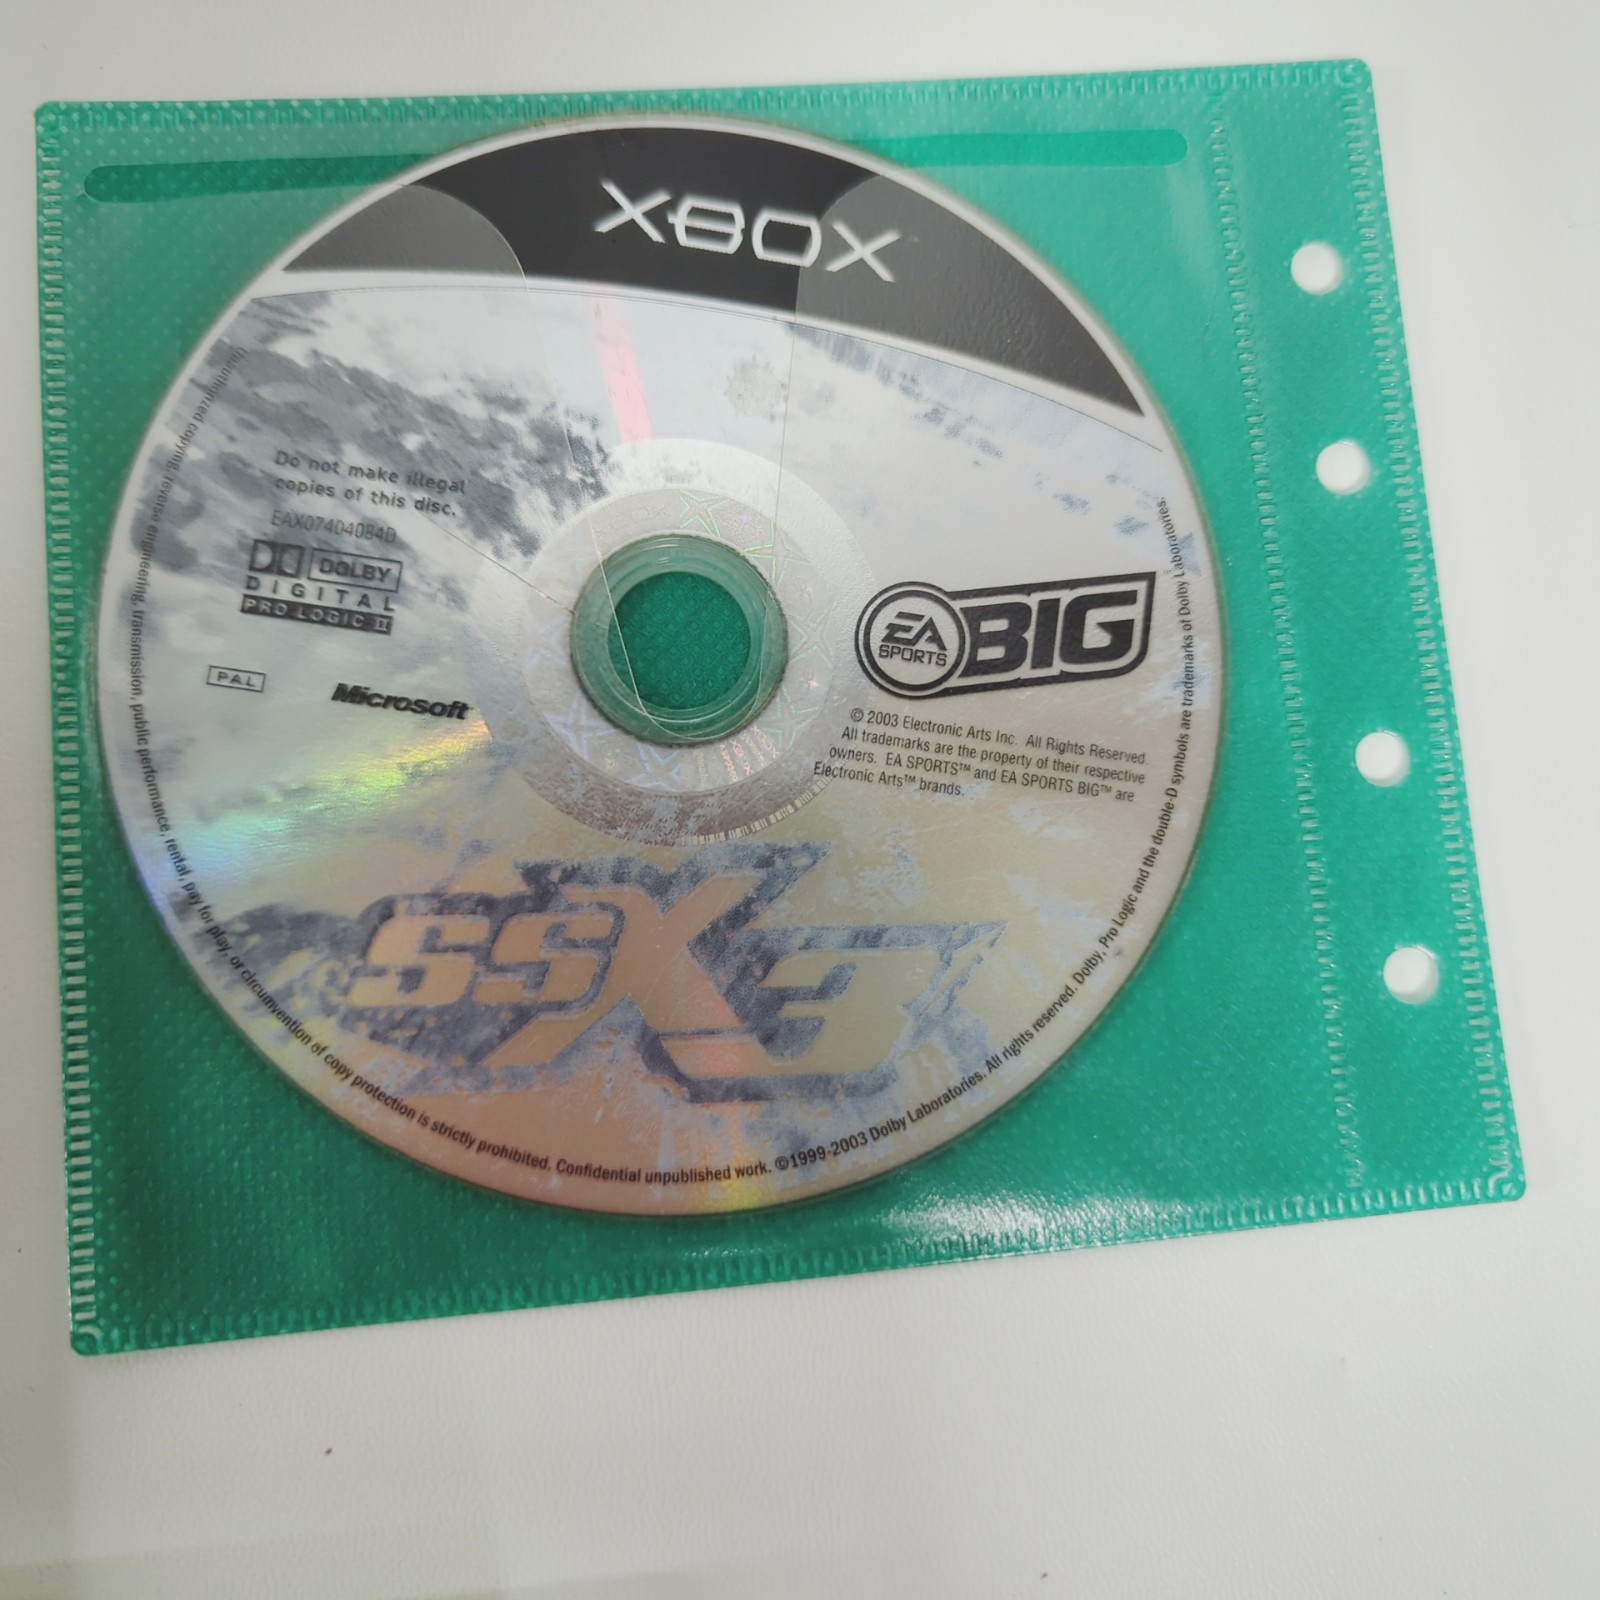 XBOX
Do not make illegal
copies of this disc.
EAX07404084D
DOLBY
DIGITAL
PRO LOGIC II
PAL
Microsoft
EA
SPORTS
BIG
© 2003 Electronic Arts Inc. All Rights Reserved.
All trademarks are the property of their respective
owners. EA SPORTS™ and EA SPORTS BIG™ are
Electronic Arts™ brands.
SSX3
Unauthorized copying, reverse engineering, transmission, public performance, rental, pay for play, or circumvention of copy protection is strictly prohibited. Confidential unpublished work. ©1999-2003 Dolby Laboratories. All rights reserved. Dolby, Pro Logic and the double-D symbols are trademarks of Dolby Laboratories.